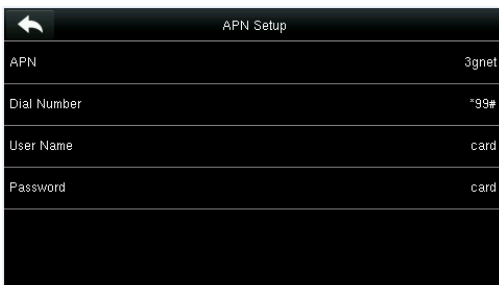 APN Setup
APN 3gnet
Dial Number *99#
User Name card
Password card